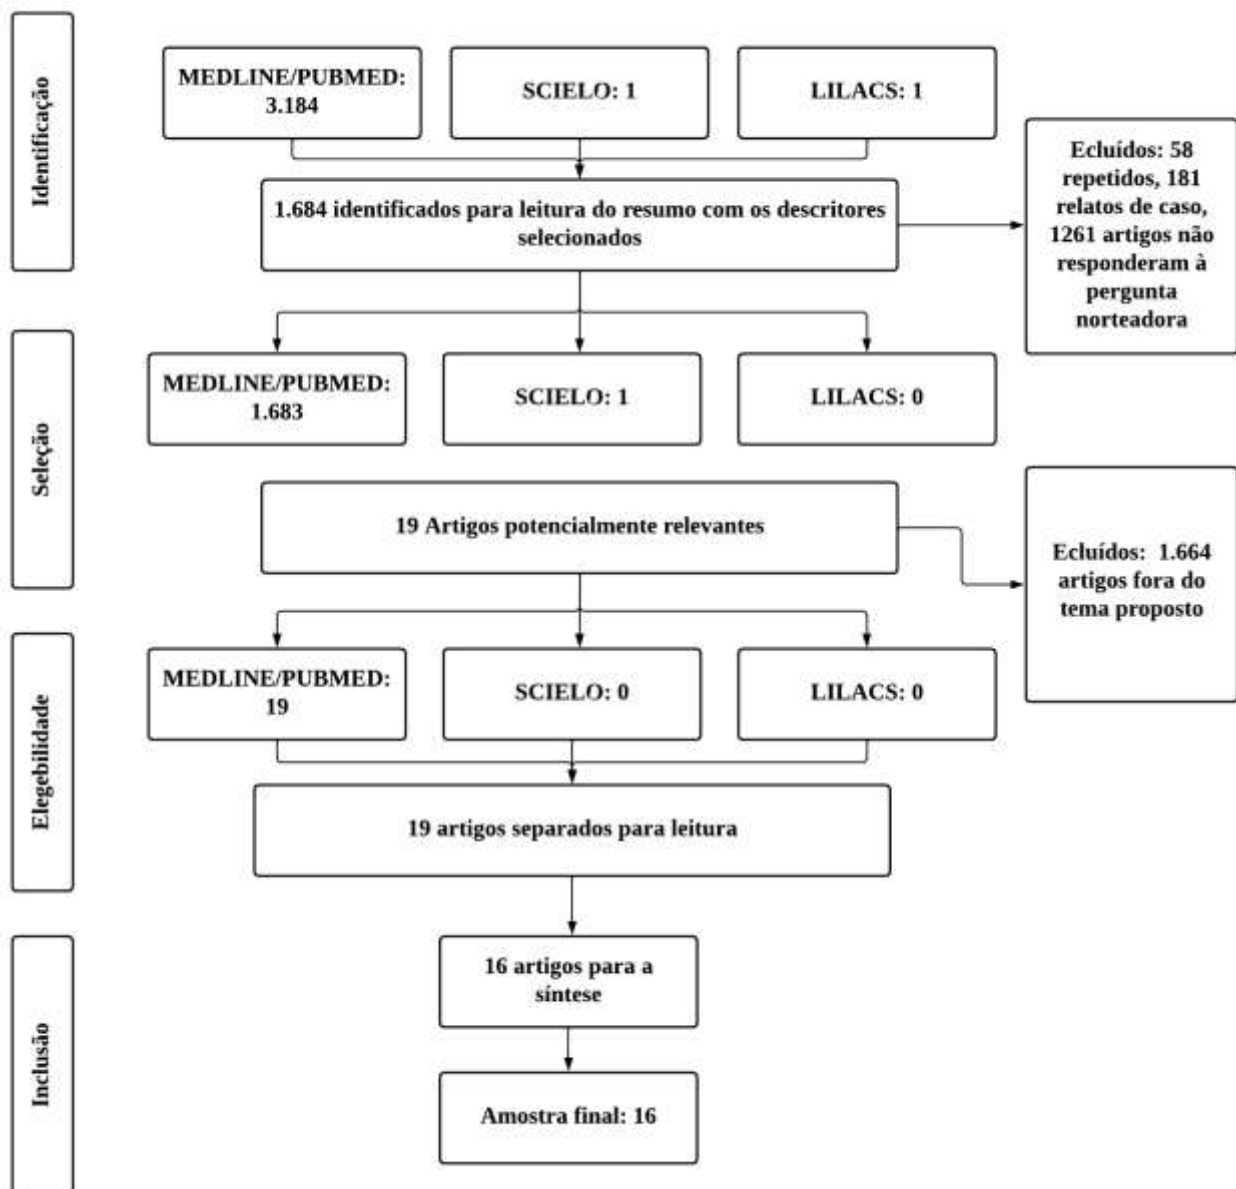 Identificação
MEDLINE/PUBMED:
3.184
SCIELO: 1
LILACS: 1
1.684 identificados para leitura do resumo com os descritores
selecionados
Ecluídos: 58
repetidos, 181
relatos de caso,
1261 artigos não
responderam à
pergunta
norteadora
Seleção
MEDLINE/PUBMED:
1.683
SCIELO: 1
LILACS: 0
19 Artigos potencialmente relevantes
Ecluídos: 1.664
artigos fora do
tema proposto
Elegebilidade
MEDLINE/PUBMED:
19
SCIELO: 0
LILACS: 0
19 artigos separados para leitura
Inclusão
16 artigos para a
síntese
Amostra final: 16